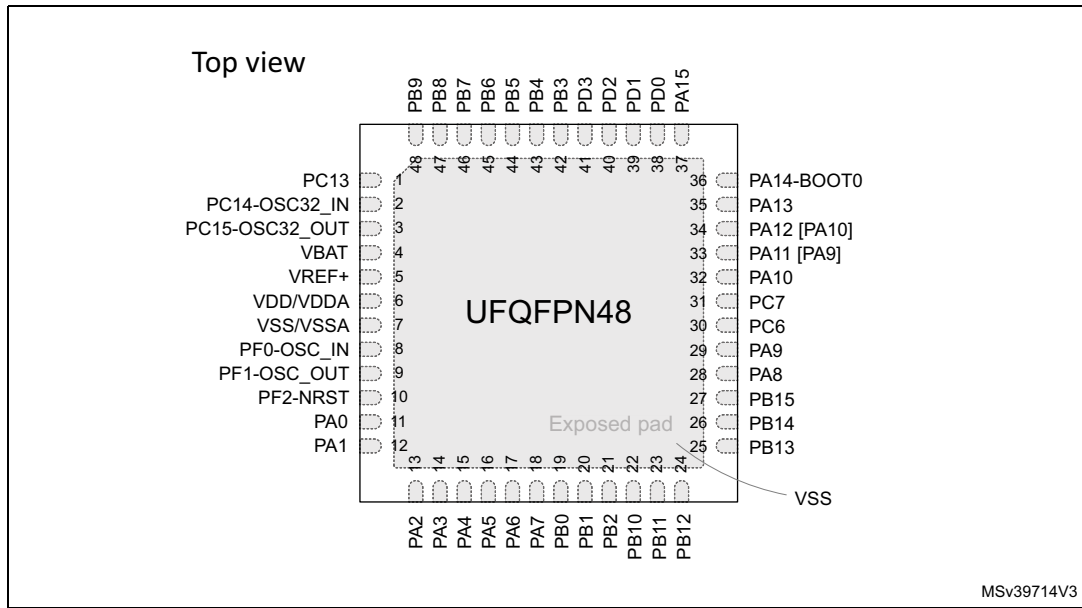 Top view
PB9
PB8
PB7
PB6
PB5
PB4
PB3
PD3
PD2
PD1
PD0
PA15
48
47
46
45
44
43
42
41
40
39
38
37
PC13 1
PC14-OSC32_IN 2
PC15-OSC32_OUT 3
VBAT 4
VREF+ 5
VDD/VDDA 6
VSS/VSSA 7
PF0-OSC_IN 8
PF1-OSC_OUT 9
PF2-NRST 10
PA0 11
PA1 12
UFQFPN48
Exposed pad
36 PA14-BOOT0
35 PA13
34 PA12 [PA10]
33 PA11 [PA9]
32 PA10
31 PC7
30 PC6
29 PA9
28 PA8
27 PB15
26 PB14
25 PB13
13
14
15
16
17
18
19
20
21
22
23
24
PA2
PA3
PA4
PA5
PA6
PA7
PB0
PB1
PB2
PB10
PB11
PB12
VSS
MSv39714V3